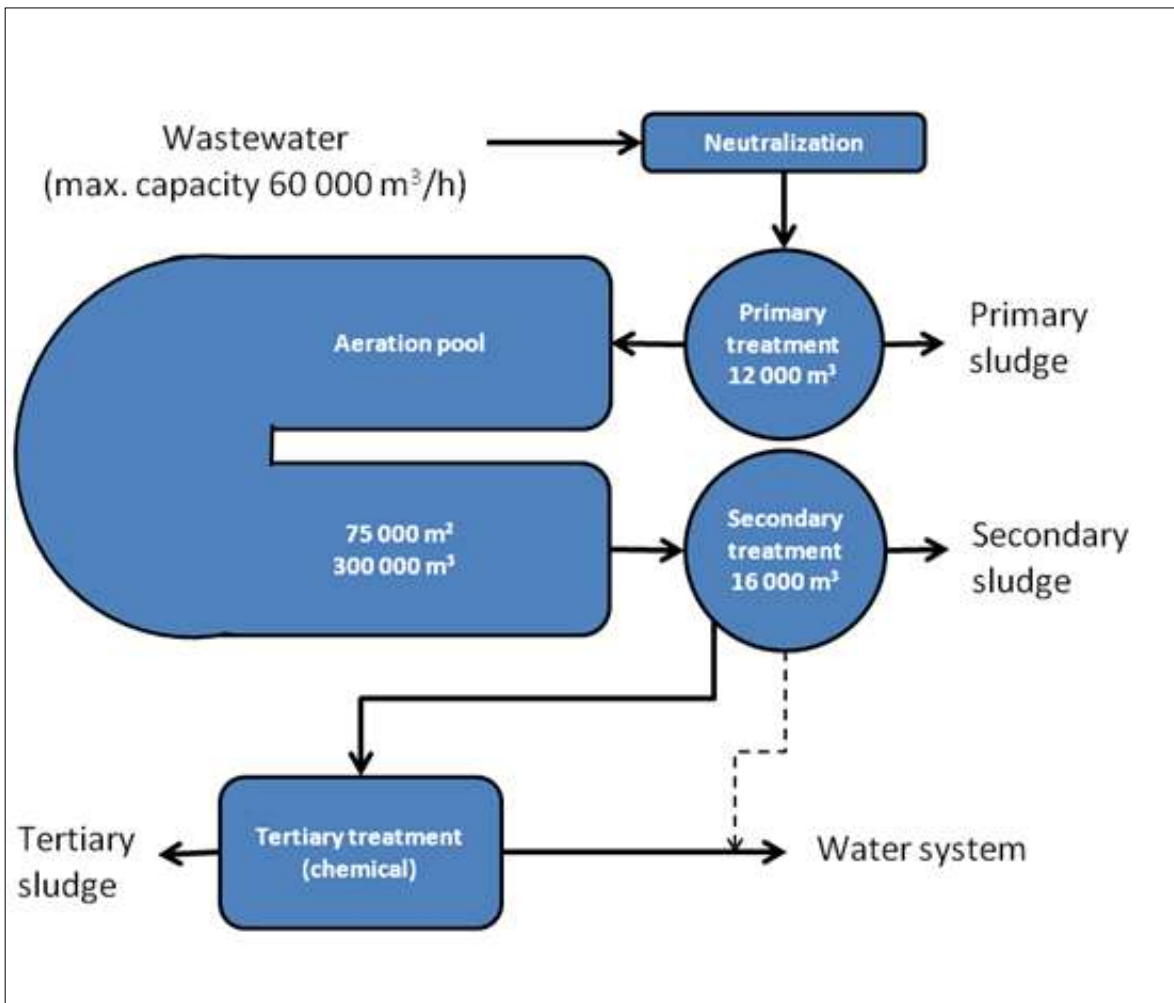 Wastewater
(max. capacity 60 000 m³/h)
Neutralization
Primary
treatment
12 000 m³
Primary
sludge
Aeration pool
75 000 m²
300 000 m³
Secondary
treatment
16 000 m³
Secondary
sludge
Tertiary treatment
(chemical)
Tertiary
sludge
Water system